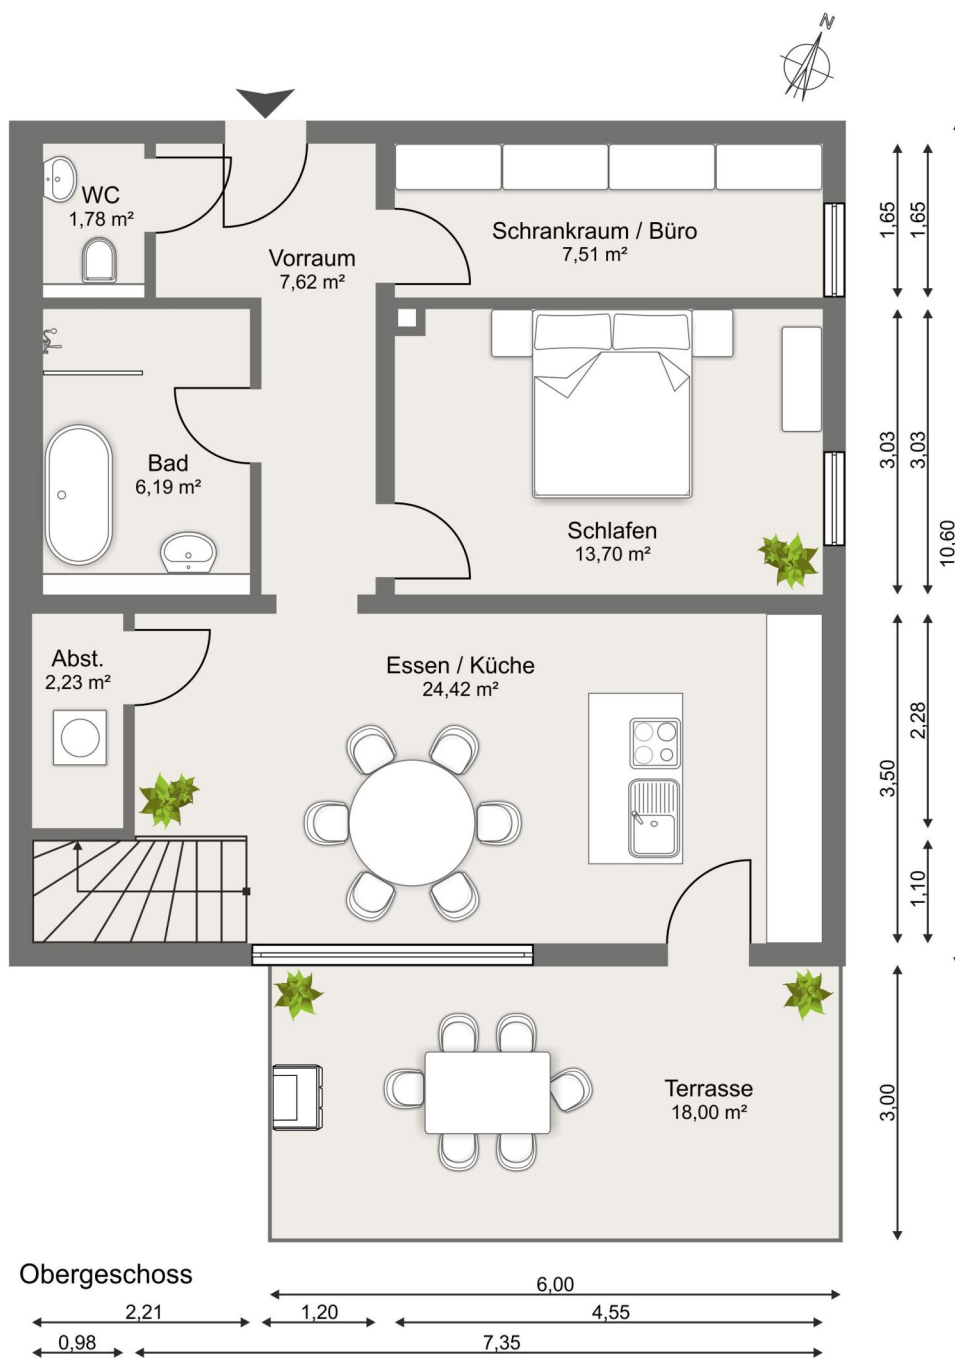 N
WC
1,78 m²
Vorraum
7,62 m²
Schrankraum / Büro
7,51 m²
1,65
1,65
Bad
6,19 m²
Schlafen
13,70 m²
3,03
3,03
10,60
Abst.
2,23 m²
Essen / Küche
24,42 m²
3,50
2,28
1,10
Terrasse
18,00 m²
3,00
Obergeschoss
6,00
2,21
1,20
4,55
0,98
7,35